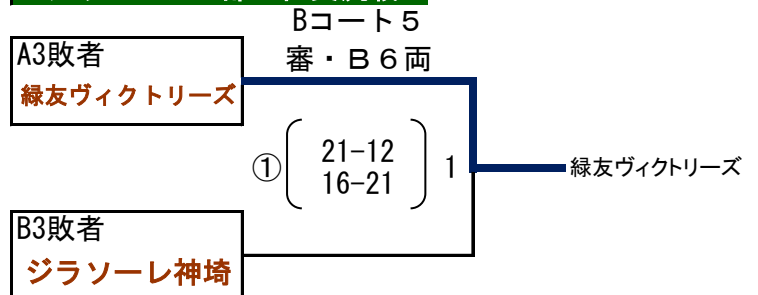 Bコート５
審・Ｂ６両
A3敗者
緑友ヴィクトリーズ
① 21-12 1
16-21
緑友ヴィクトリーズ
B3敗者
ジラソーレ神埼